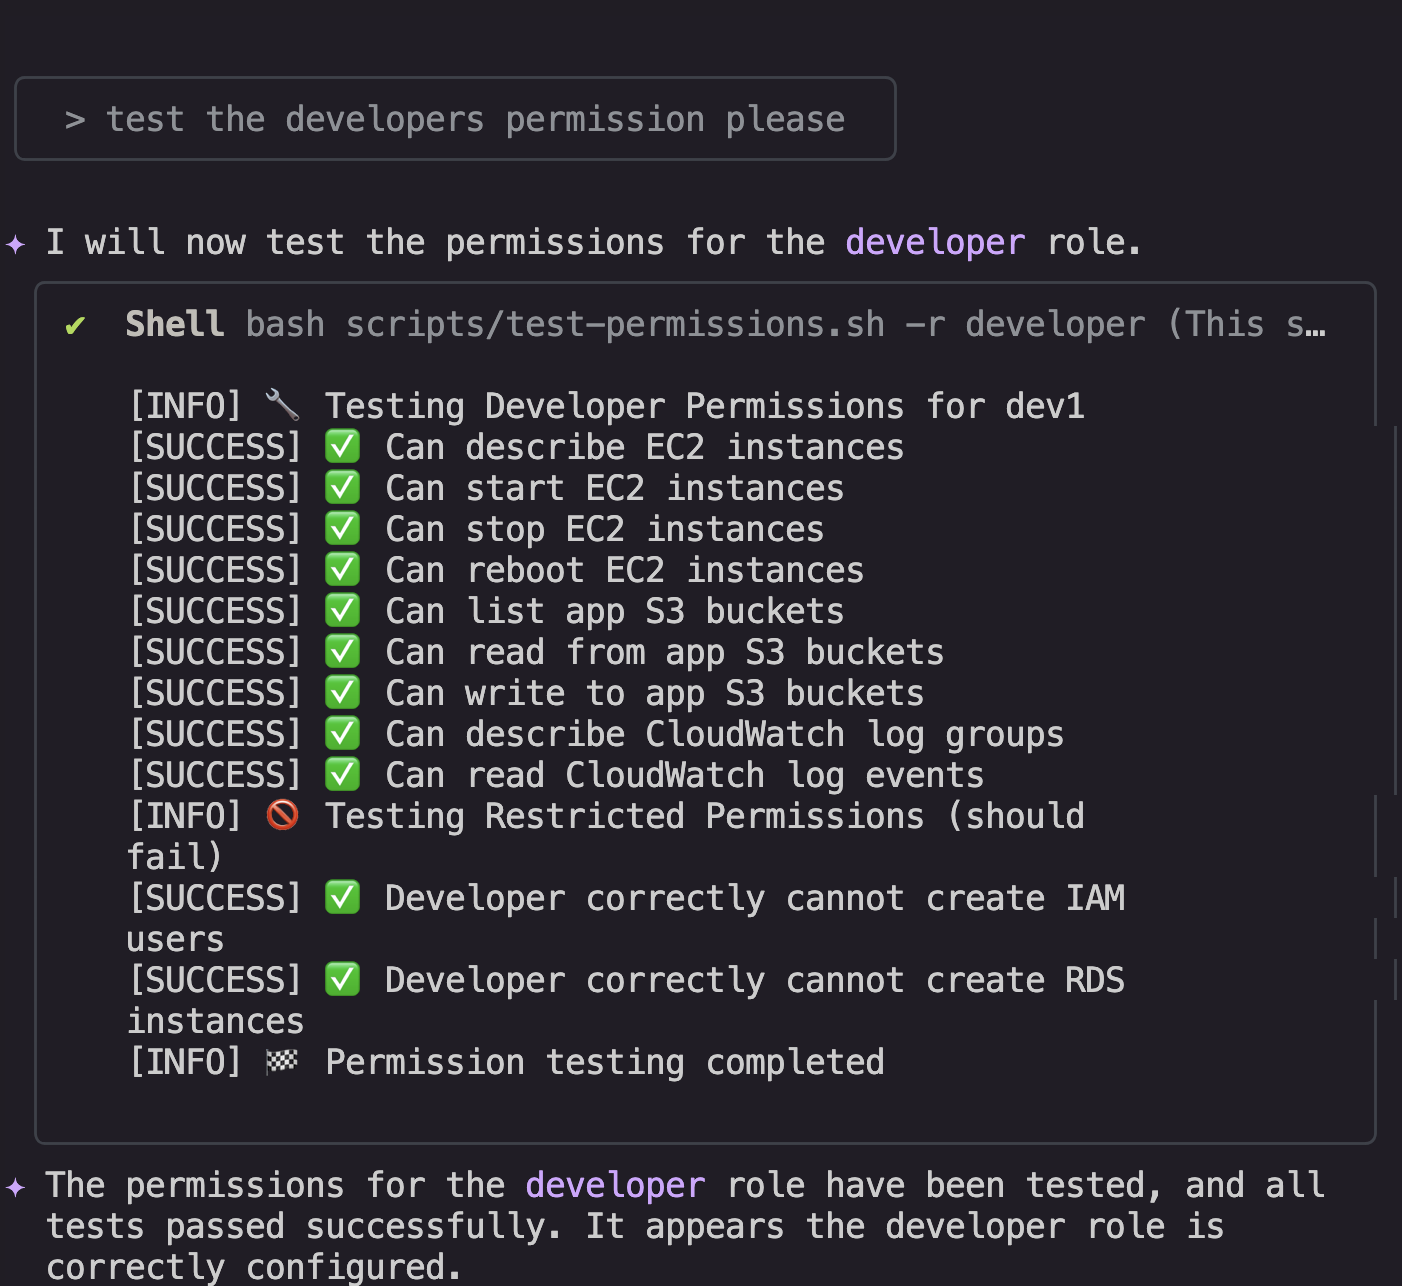 > test the developers permission please
✦ I will now test the permissions for the developer role.
✔ Shell bash scripts/test-permissions.sh -r developer (This s…
[INFO] 🔧 Testing Developer Permissions for dev1
[SUCCESS] ✅ Can describe EC2 instances
[SUCCESS] ✅ Can start EC2 instances
[SUCCESS] ✅ Can stop EC2 instances
[SUCCESS] ✅ Can reboot EC2 instances
[SUCCESS] ✅ Can list app S3 buckets
[SUCCESS] ✅ Can read from app S3 buckets
[SUCCESS] ✅ Can write to app S3 buckets
[SUCCESS] ✅ Can describe CloudWatch log groups
[SUCCESS] ✅ Can read CloudWatch log events
[INFO] 🚫 Testing Restricted Permissions (should
fail)
[SUCCESS] ✅ Developer correctly cannot create IAM
users
[SUCCESS] ✅ Developer correctly cannot create RDS
instances
[INFO] 🏁 Permission testing completed
✦ The permissions for the developer role have been tested, and all
tests passed successfully. It appears the developer role is
correctly configured.